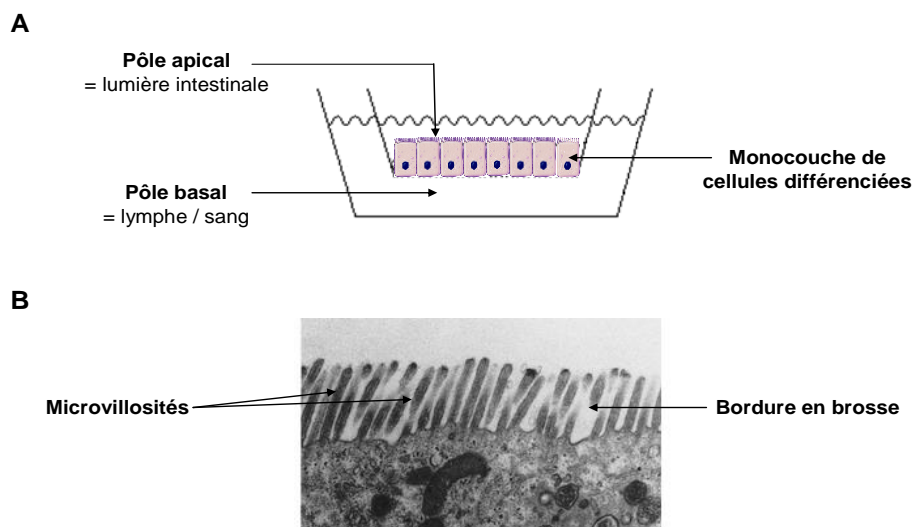 A
Pôle apical
= lumière intestinale
Pôle basal
= lymphe / sang
Monocouche de
cellules différenciées
B
Microvillosités
Bordure en brosse